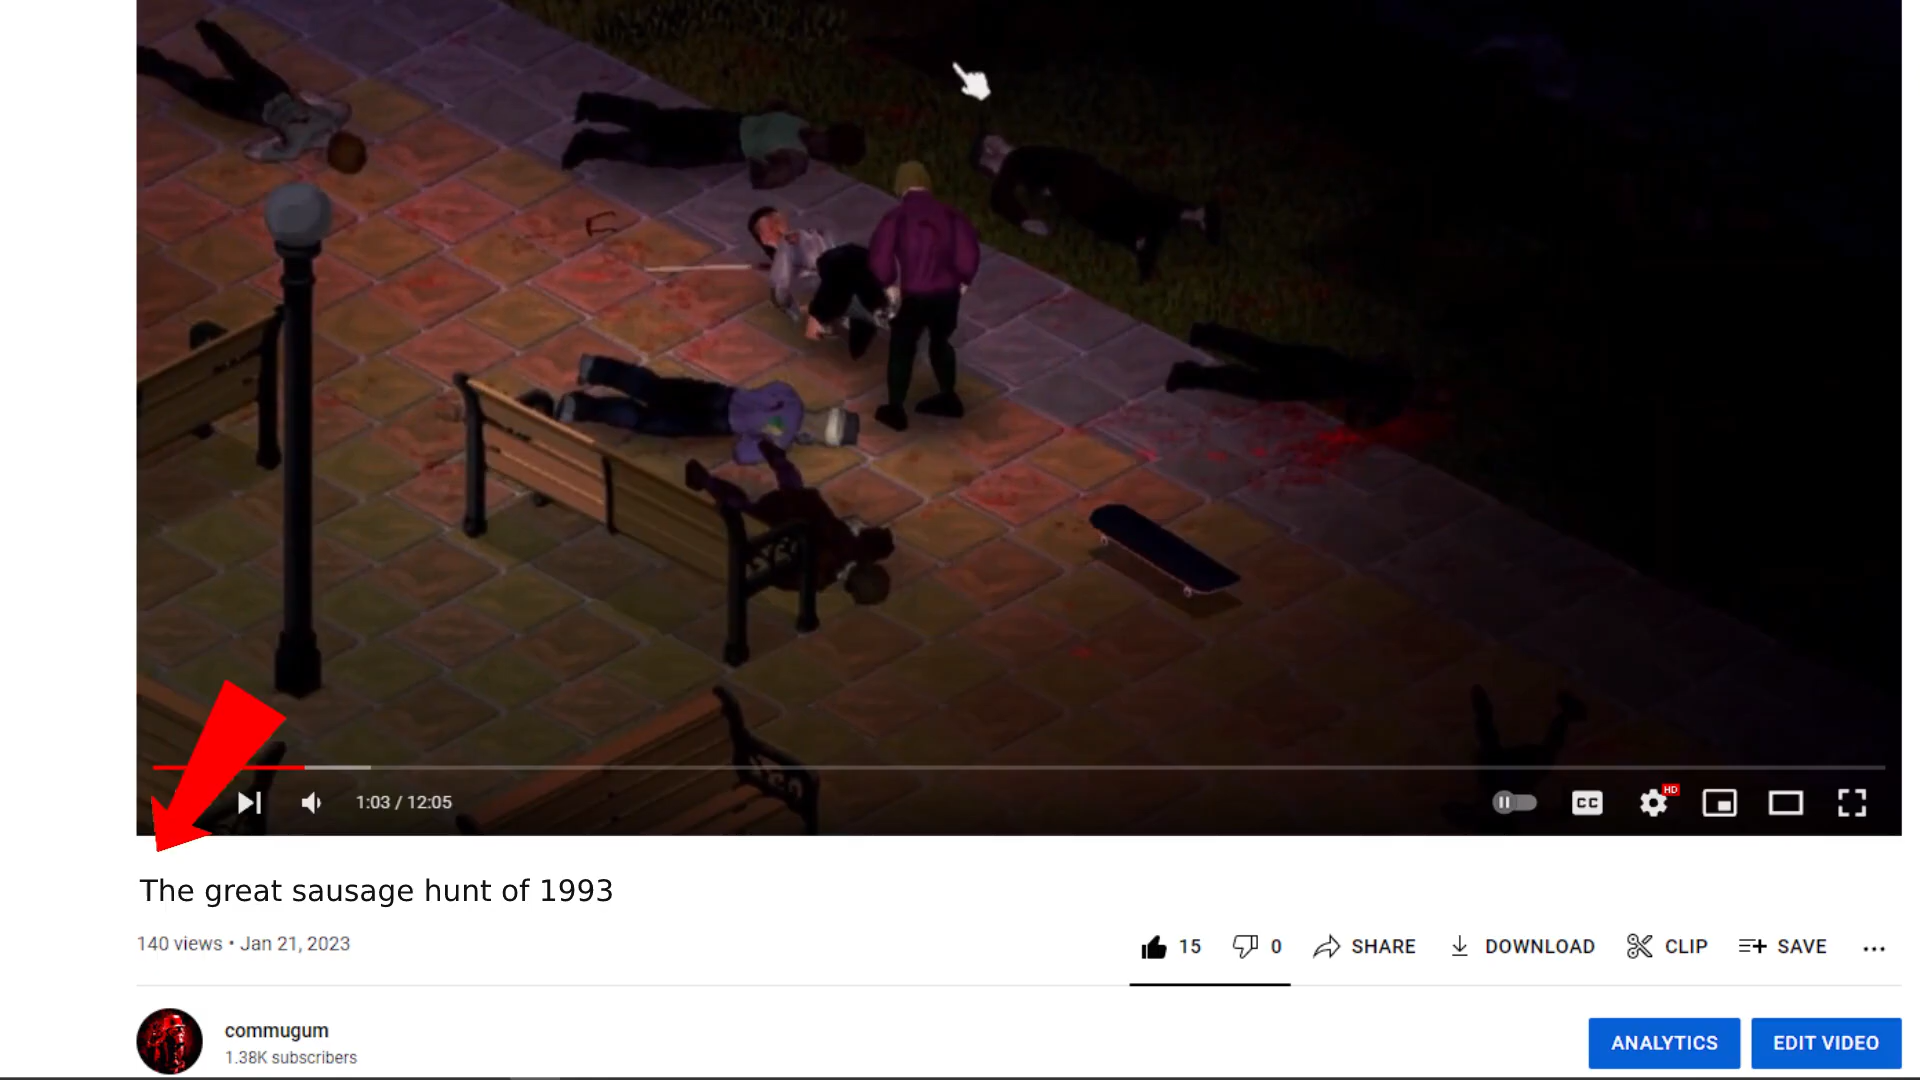 HD
1:03 / 12:05
CC
The great sausage hunt of 1993
140 views • Jan 21, 2023
15 0 SHARE DOWNLOAD CLIP SAVE ...
commugum
1.38K subscribers
ANALYTICS EDIT VIDEO